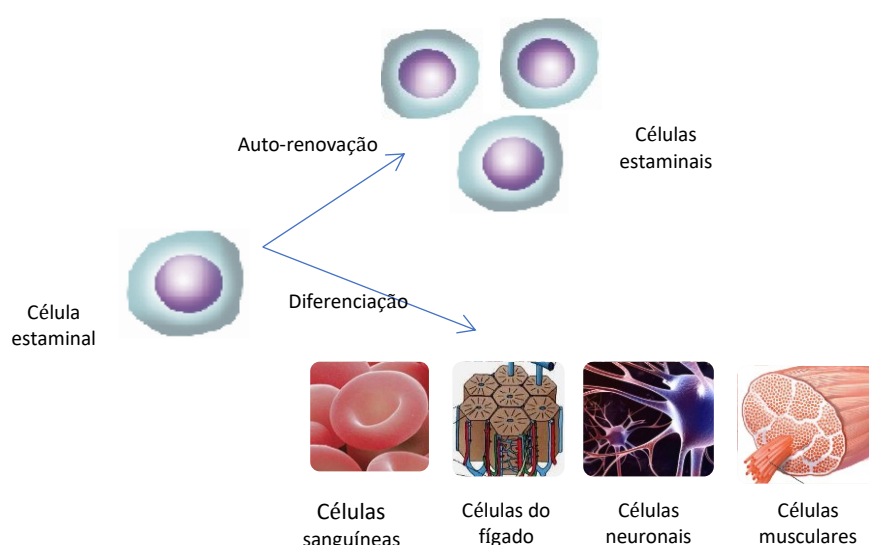 Auto-renovação
Células
estaminais
Célula
estaminal
Diferenciação
Células
sanguíneas
Células do
fígado
Células
neuronais
Células
musculares